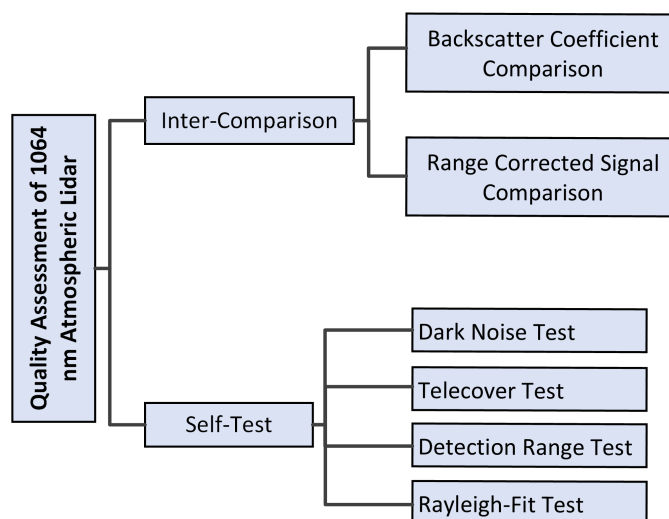 Quality Assessment of 1064
nm Atmospheric Lidar
Inter-Comparison
Backscatter Coefficient
Comparison
Range Corrected Signal
Comparison
Self-Test
Dark Noise Test
Telecover Test
Detection Range Test
Rayleigh-Fit Test